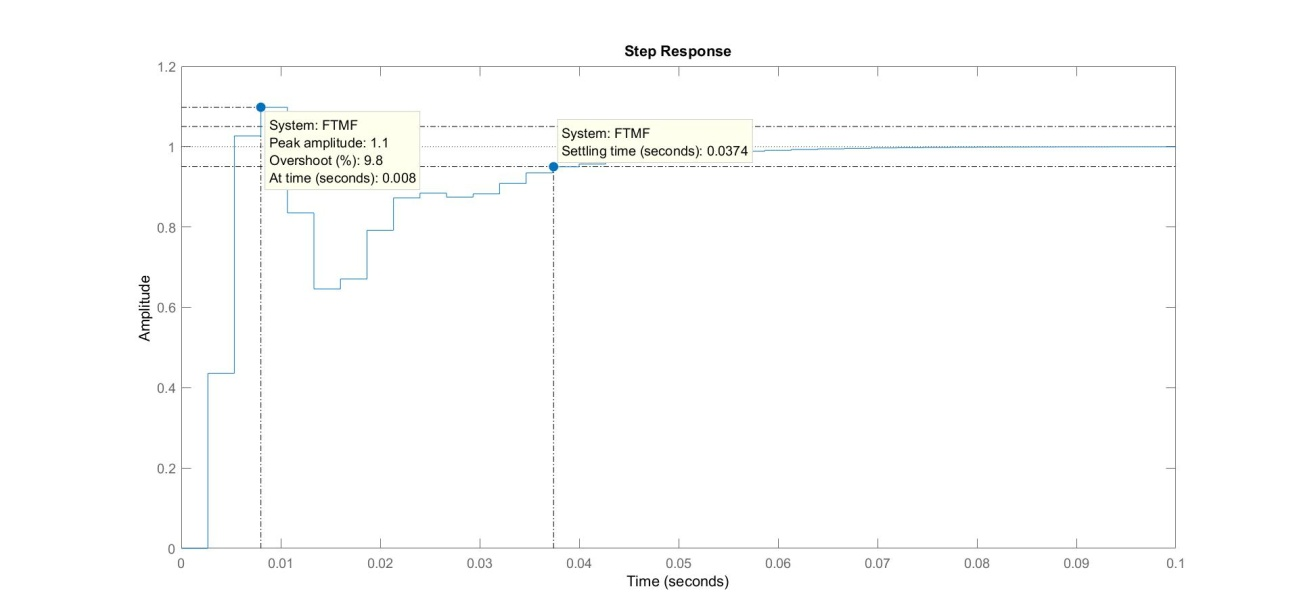 Step Response
1.2
1
0.8
0.6
0.4
0.2
0
Amplitude
System: FTMF
Peak amplitude: 1.1
Overshoot (%): 9.8
At time (seconds): 0.008
System: FTMF
Settling time (seconds): 0.0374
0 0.01 0.02 0.03 0.04 0.05 0.06 0.07 0.08 0.09 0.1
Time (seconds)